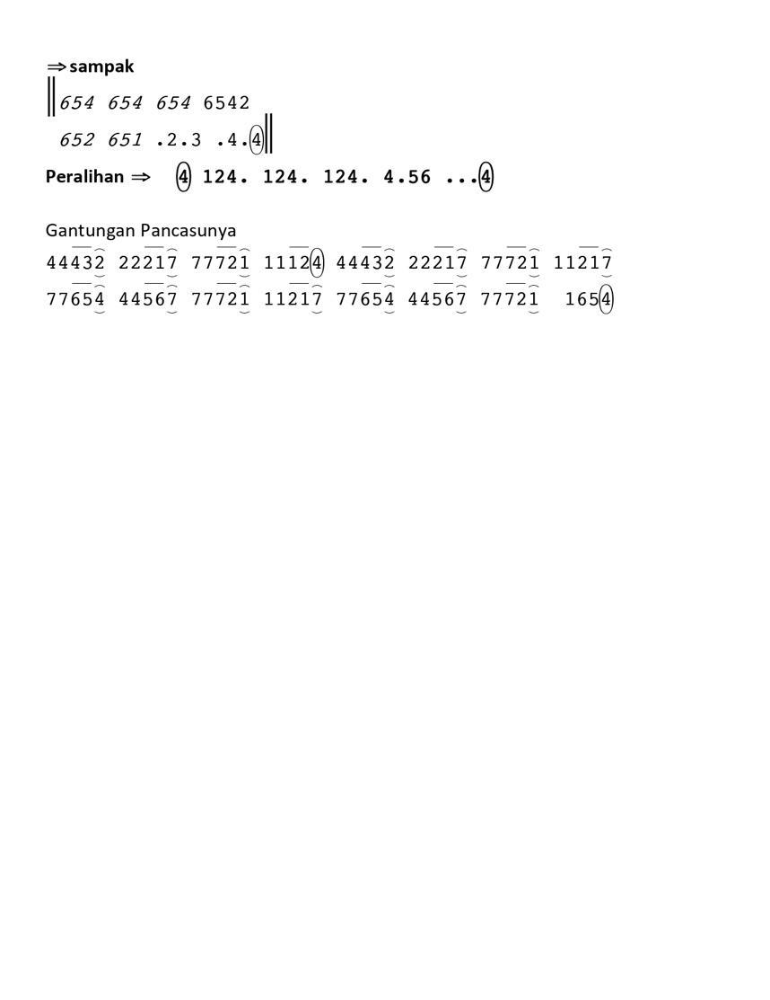 ⇒ sampak
‖ 654 654 654 6542
652 651 .2.3 .4.④‖
Peralihan ⇒ ④ 124. 124. 124. 4.56 ...④
Gantungan Pancasunya
44432 22217 77721 1112④ 44432 22217 77721 11217
77654 44567 77721 11217 77654 44567 77721 165④